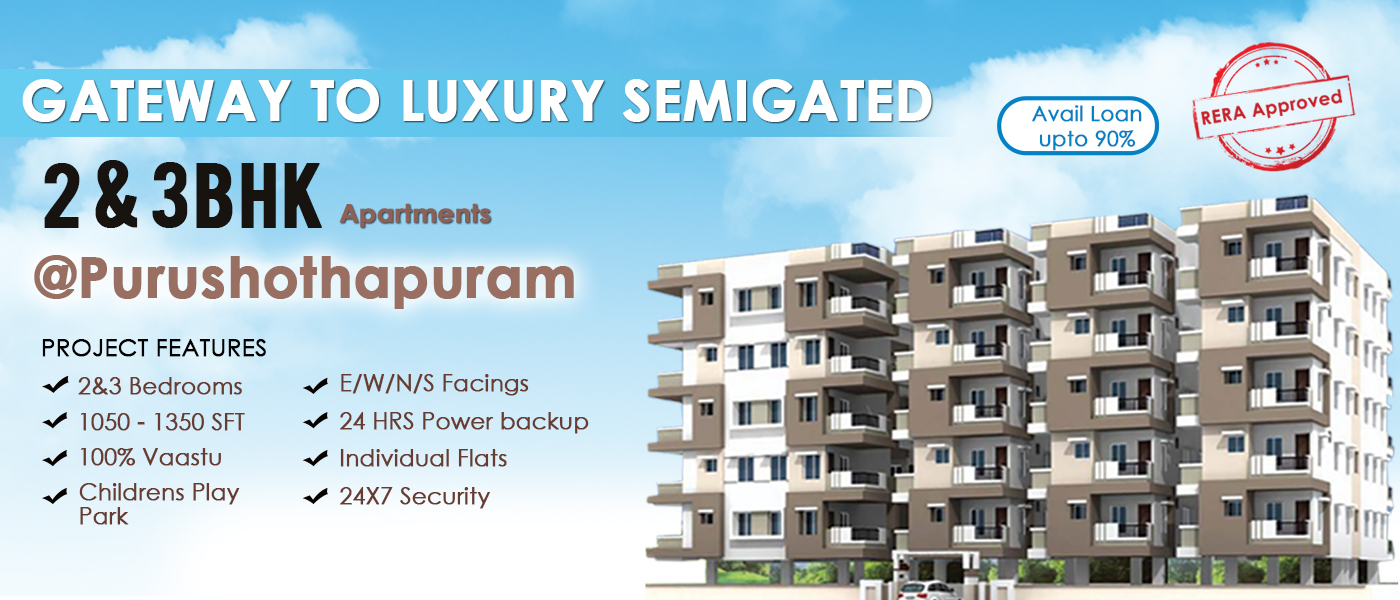 GATEWAY TO LUXURY SEMIGATED
Avail Loan
upto 90%
RERA Approved
2 & 3BHK Apartments
@Purushothapuram
PROJECT FEATURES
2&3 Bedrooms
1050 - 1350 SFT
100% Vaastu
Childrens Play
Park
E/W/N/S Facings
24 HRS Power backup
Individual Flats
24X7 Security